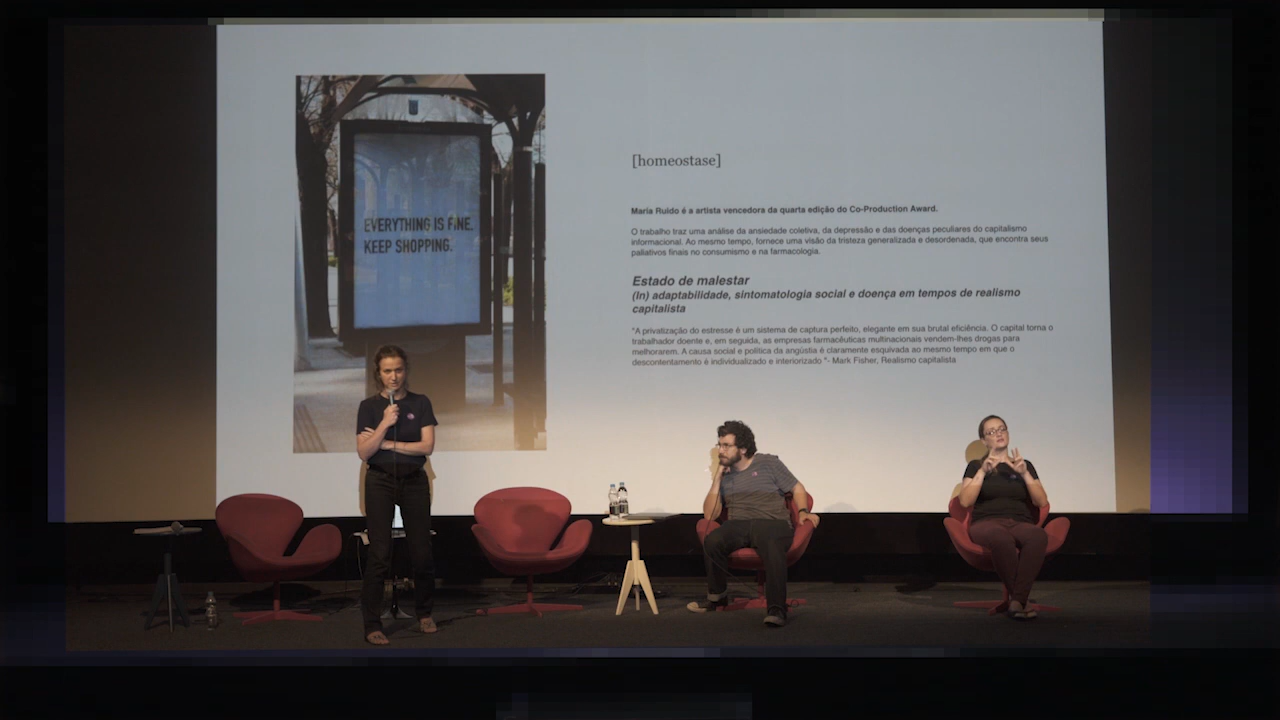 EVERYTHING IS FINE.
KEEP SHOPPING.
[homeostase]
Maria Ruido é a artista vencedora da quarta edição do Co-Production Award.
O trabalho traz uma análise da ansiedade coletiva, da depressão e das doenças peculiares do capitalismo
informacional. Ao mesmo tempo, fornece uma visão da tristeza generalizada e desordenada, que encontra seus
paliativos finais no consumismo e na farmacologia.
Estado de malestar
(In) adaptabilidade, sintomatologia social e doença em tempos de realismo
capitalista
"A privatização do estresse é um sistema de captura perfeito, elegante em sua brutal eficiência. O capital torna o
trabalhador doente e, em seguida, as empresas farmacêuticas multinacionais vendem-lhes drogas para
melhorarem. A causa social e política da angústia é claramente esquivada ao mesmo tempo em que o
descontentamento é individualizado e interiorizado "- Mark Fisher, Realismo capitalista